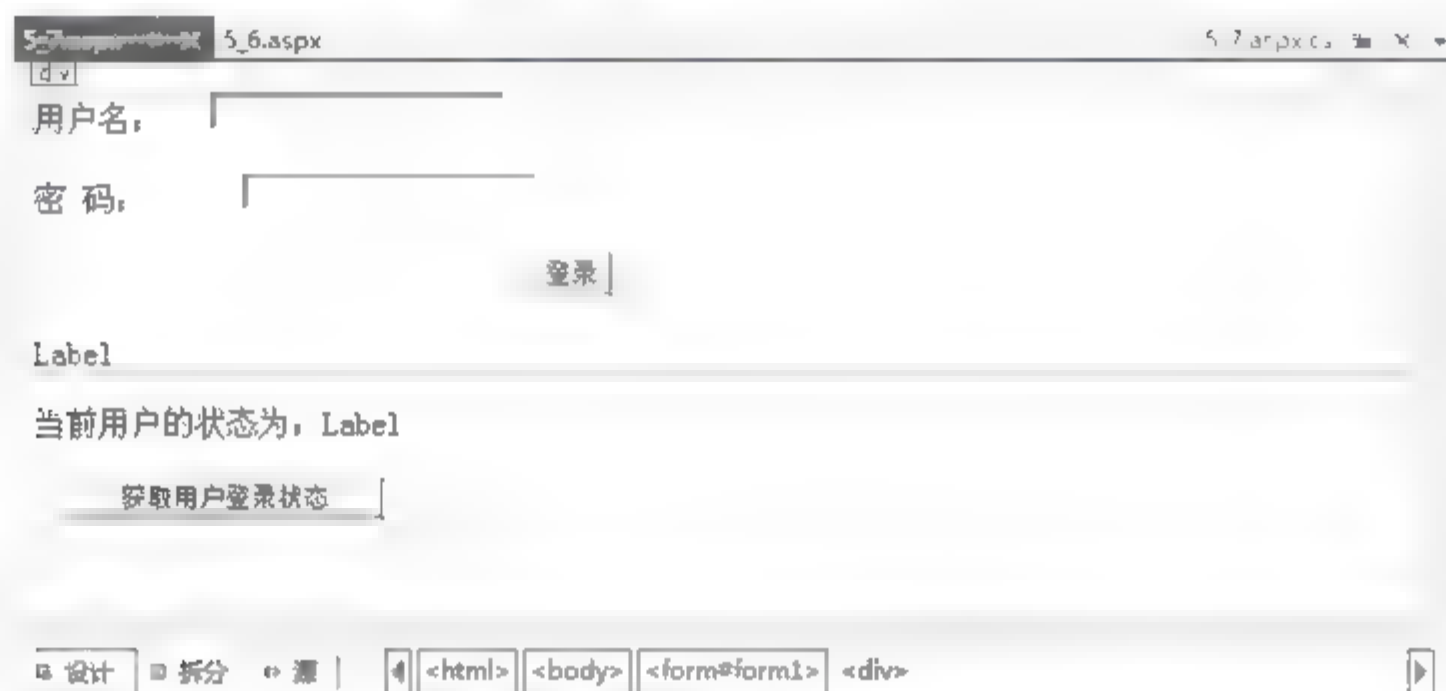 5_6.aspx
用户名:
密 码:
登录
Label
当前用户的状态为:Label
获取用户登录状态
设计 拆分 源 <html> <body> <form#form1> <div>